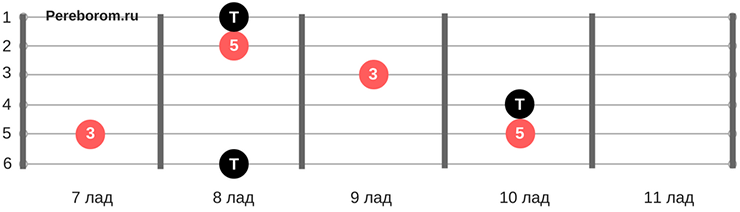 1 Pereborom.ru T
2 5
3 3
4 T
5 3 5
6 T
7 лад 8 лад 9 лад 10 лад 11 лад